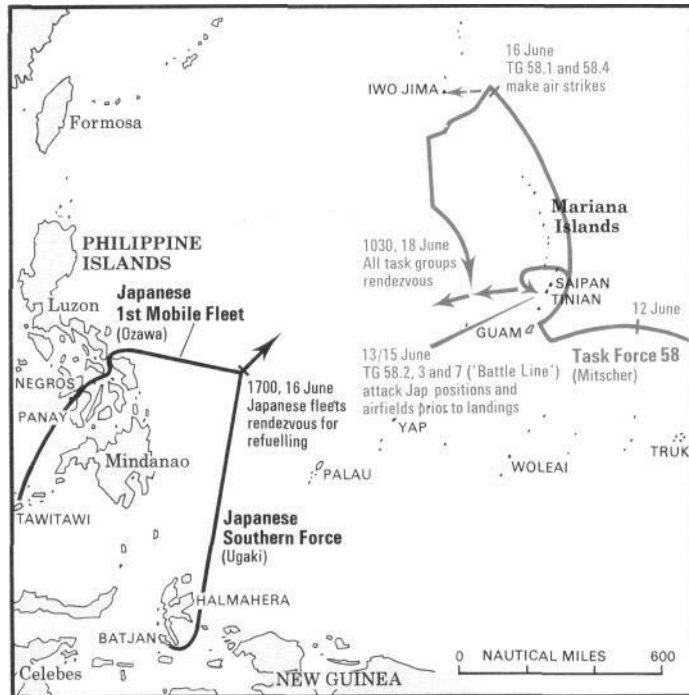 16 June
TG 58.1 and 58.4
make air strikes
IWO JIMA
Formosa
Mariana
Islands
PHILIPPINE
ISLANDS
1030, 18 June
All task groups
rendezvous
SAIPAN
TINIAN
Luzon
Japanese
1st Mobile Fleet
(Ozawa)
12 June
GUAM
Task Force 58
(Mitscher)
13/15 June
TG 58.2, 3 and 7 ('Battle Line')
attack Jap positions and
airfields prior to landings
NEGROS
PANAY
1700, 16 June
Japanese fleets
rendezvous for
refuelling
YAP
TRUK
WOLEAI
PALAU
Mindanao
TAWITAWI
Japanese
Southern Force
(Ugaki)
HALMAHERA
BATJAN
Celebes
NEW GUINEA
0 NAUTICAL MILES 600